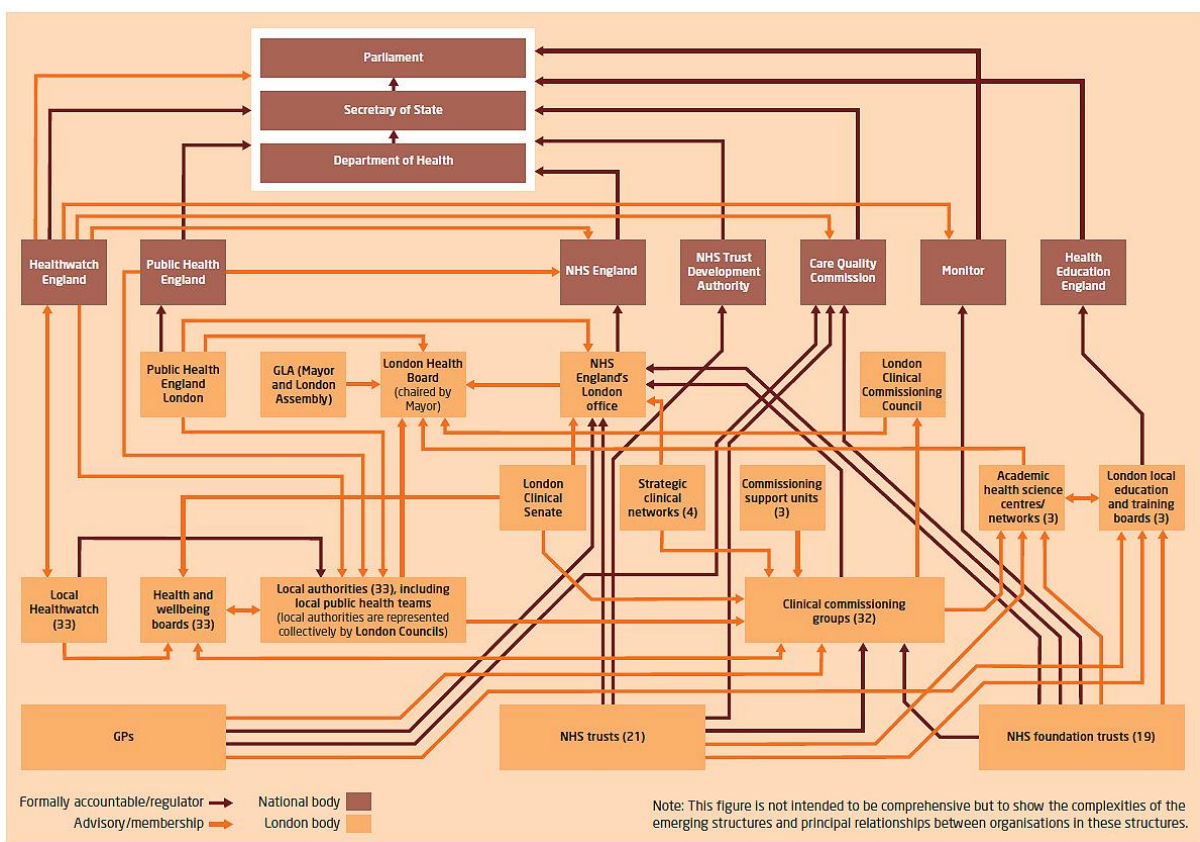 Parliament
Secretary of State
Department of Health
Healthwatch
England
Public Health
England
NHS England
NHS Trust
Development
Authority
Care Quality
Commission
Monitor
Health
Education
England
Public Health
England
London
GLA (Mayor
and London
Assembly)
London Health
Board
(chaired by
Mayor)
NHS
England's
London
office
London
Clinical
Commissioning
Council
London
Clinical
Senate
Strategic
clinical
networks (4)
Commissioning
support units
(3)
Academic
health science
centres/
networks (3)
London local
education
and training
boards (3)
Local
Healthwatch
(33)
Health and
wellbeing
boards (33)
Local authorities (33), including
local public health teams
(local authorities are represented
collectively by London Councils)
Clinical commissioning
groups (32)
GPs
NHS trusts (21)
NHS foundation trusts (19)
Formally accountable/regulator
National body
Advisory/membership
London body
Note: This figure is not intended to be comprehensive but to show the complexities of the
emerging structures and principal relationships between organisations in these structures.